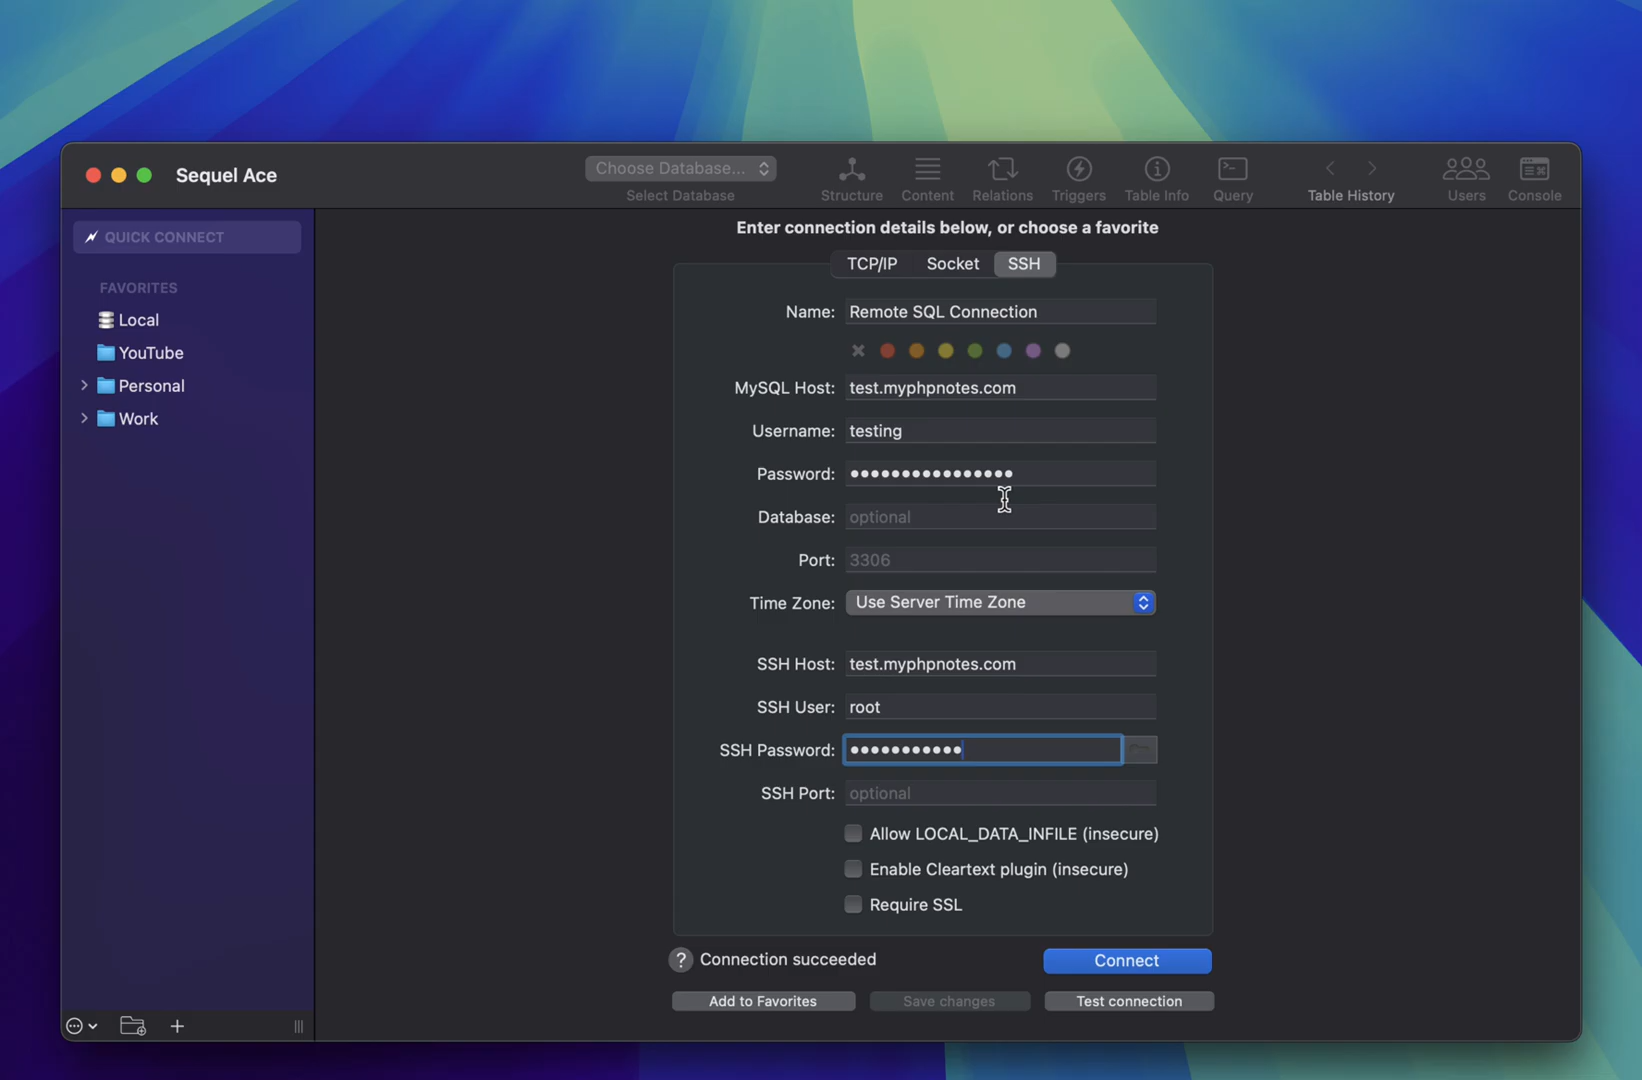 Sequel Ace
Choose Database...
Select Database
Structure
Content
Relations
Triggers
Table Info
Query
Table History
Users
Console
QUICK CONNECT
FAVORITES
Local
YouTube
Personal
Work
Enter connection details below, or choose a favorite
TCP/IP Socket SSH
Name: Remote SQL Connection
MySQL Host: test.myphpnotes.com
Username: testing
Password: ●●●●●●●●●●●●●●●●
Database: optional
Port: 3306
Time Zone: Use Server Time Zone
SSH Host: test.myphpnotes.com
SSH User: root
SSH Password: ●●●●●●●●●●●
SSH Port: optional
Allow LOCAL_DATA_INFILE (insecure)
Enable Cleartext plugin (insecure)
Require SSL
? Connection succeeded
Connect
Add to Favorites
Save changes
Test connection